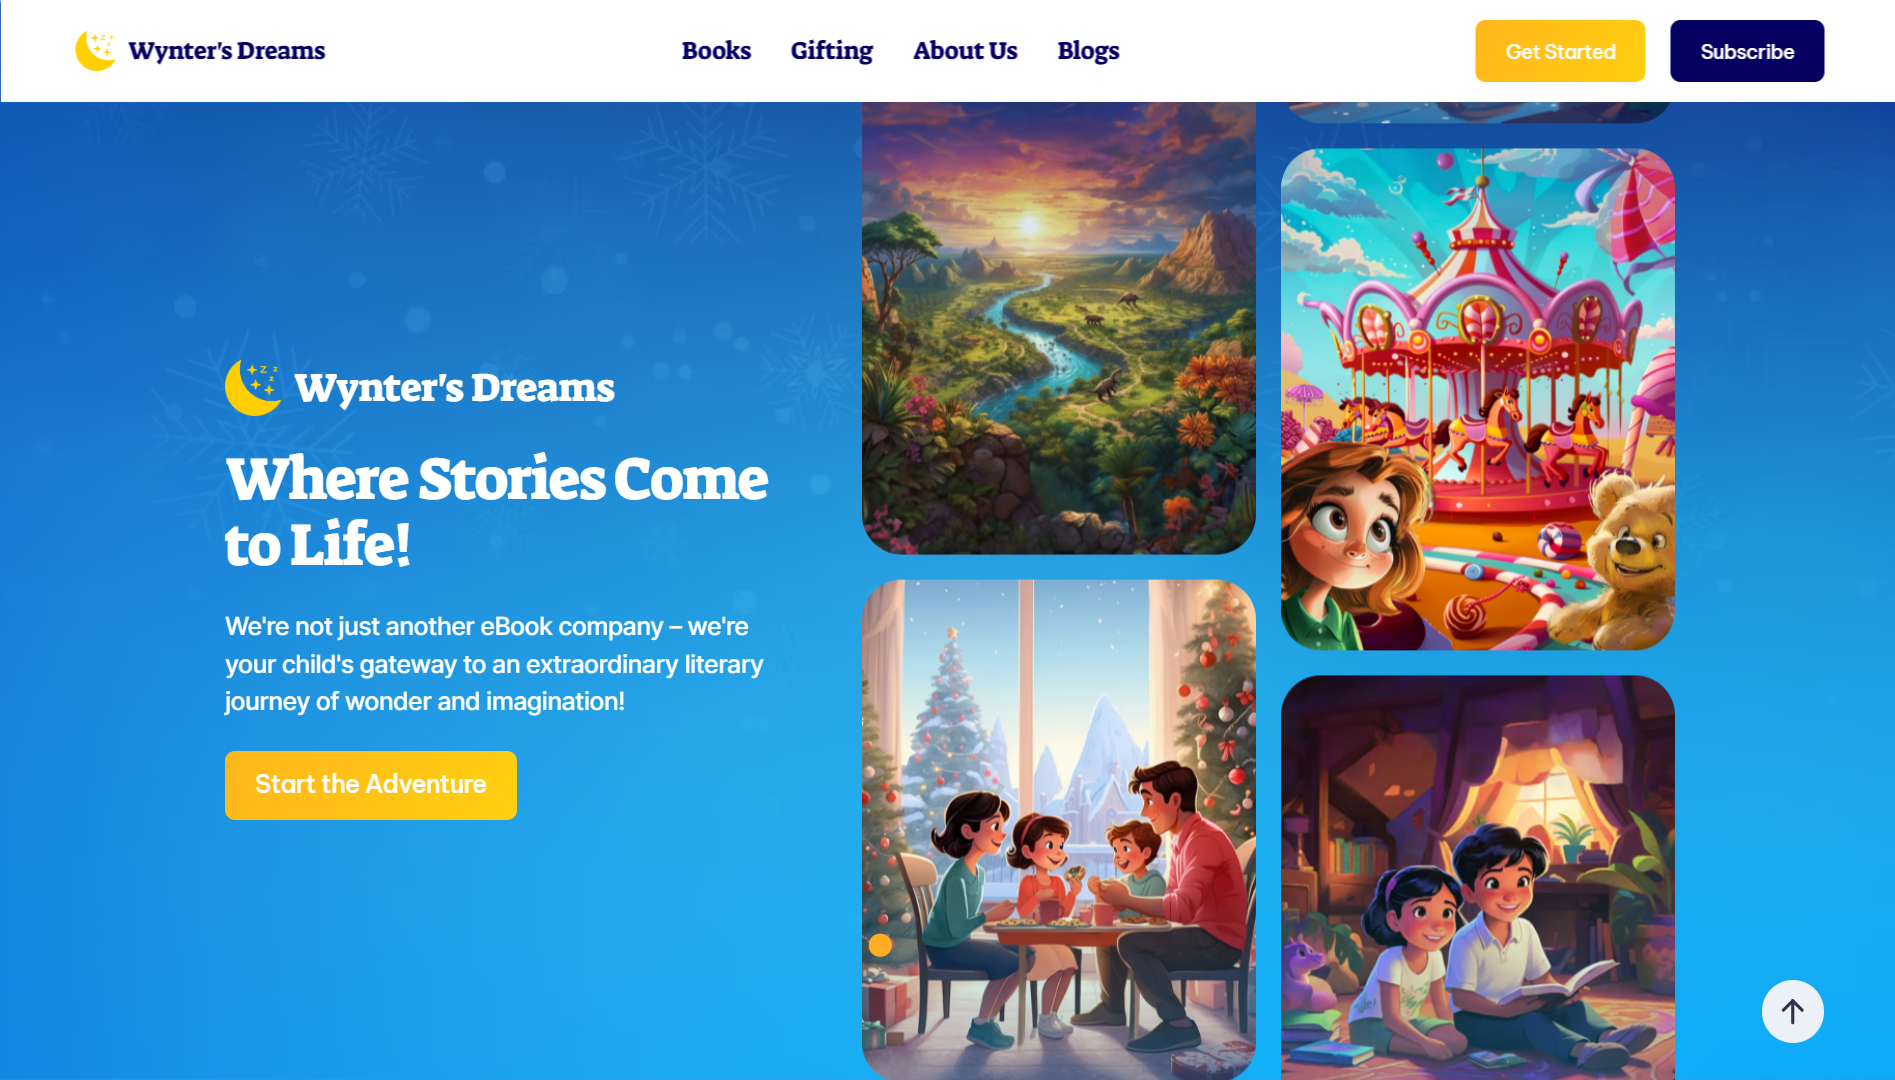 Wynter's Dreams
Books
Gifting
About Us
Blogs
Get Started
Subscribe
Wynter's Dreams
Where Stories Come
to Life!
We're not just another eBook company – we're
your child's gateway to an extraordinary literary
journey of wonder and imagination!
Start the Adventure